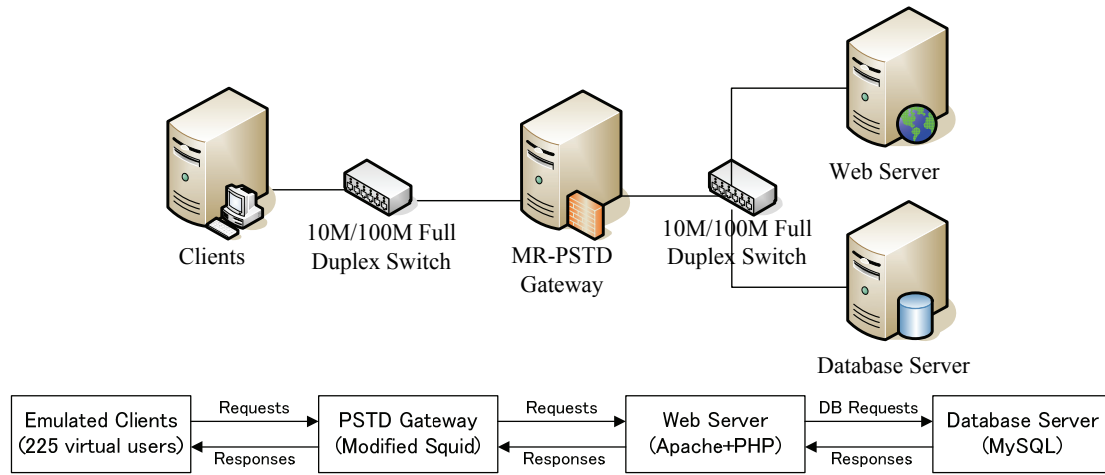 Web Server
Clients
10M/100M Full
Duplex Switch
MR-PSTD
Gateway
10M/100M Full
Duplex Switch
Database Server
Emulated Clients
(225 virtual users)
Requests
Responses
PSTD Gateway
(Modified Squid)
Requests
Responses
Web Server
(Apache+PHP)
DB Requests
Responses
Database Server
(MySQL)